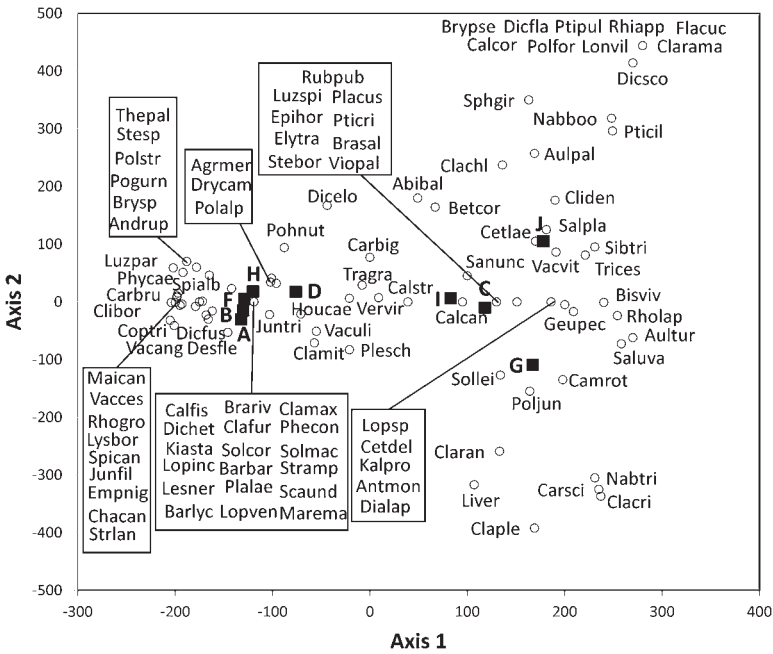 500
Brypse Dicfla Ptipul Rhiapp Flacuc
Calcor Polfor Lonvil Clarama
400
Dicsco
Rubpub
Luzspi Placus
Epihor Pticri
Elytra Brasal
Stebor Viopal
Sphgir
Thepal
Stesp
Polstr
Pogurn
Brysp
Andrup
300
Nabboo
Pticil
Agrmer
Drycam
Polalp
Aulpal
Clachl
200
Abibal
Dicelo
Betcor
Cliden
J
Cetlae
Salpla
Pohnut
100
Carbig
Sibtri
Luzpar
Sanunc
Vacvit
Trices
Phycae
Spialb
H
Tragra
Calstr
C
Carbru
F
D
I
Bisviv
Axis 2
0
Clibor
B
Houcae Vervir
Calcan
Rholap
Juntri
Geupec
Coptri
Dicfus
A
Vaculi
Aultur
Vacang
Desfle
Clamit
Plesch
Saluva
-100
G
Sollei
Camrot
Poljun
Maican
Vacces
Rhogro
Lysbor
Spican
Junfil
Empnig
Chacan
Strlan
Calfis Brariv Clamax
Dichet Clafur Phecon
Kiasta Solcor Solmac
Lopinc Barbar Stramp
Lesner Plalae Scaund
Barlyc Lopven Marema
Lopsp
Cetdel
Kalpro
Antmon
Dialap
-200
Claran
-300
Liver
Nabtri
Carsci
Clacri
-400
Claple
-500
-300 -200 -100 0 100 200 300 400
Axis 1